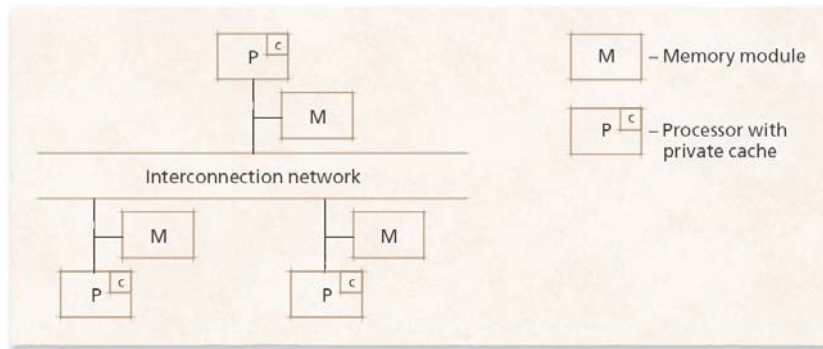 c
P
M
M – Memory module
c
P – Processor with
private cache
Interconnection network
M
M
c
P
c
P